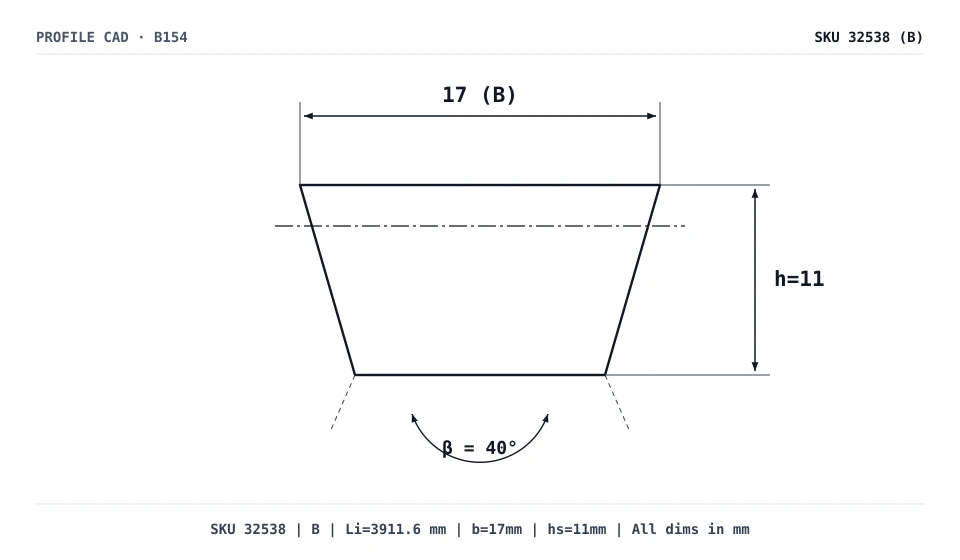 PROFILE CAD · B154
SKU 32538 (B)
17 (B)
h=11
β = 40°
SKU 32538 | B | Li=3911.6 mm | b=17mm | hs=11mm | All dims in mm